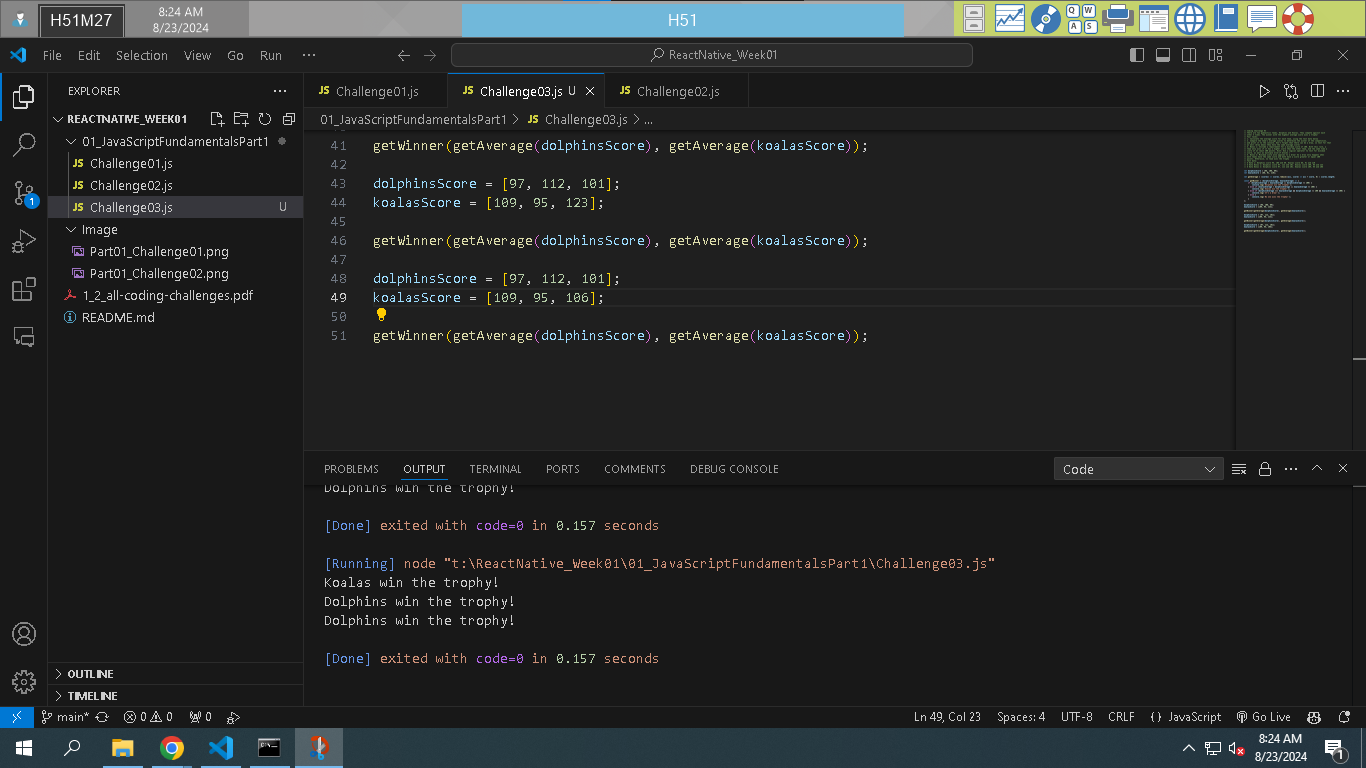 H51M27
8:24 AM
8/23/2024
H51
Q W
A S
File Edit Selection View Go Run ···
ReactNative_Week01
EXPLORER
REACTNATIVE_WEEK01
01_JavaScriptFundamentalsPart1
JS Challenge01.js
JS Challenge02.js
JS Challenge03.js U
Image
Part01_Challenge01.png
Part01_Challenge02.png
1_2_all-coding-challenges.pdf
README.md
OUTLINE
TIMELINE
1
JS Challenge01.js
JS Challenge03.js U
JS Challenge02.js
01_JavaScriptFundamentalsPart1 > JS Challenge03.js > ...
41 getWinner(getAverage(dolphinsScore), getAverage(koalasScore));
42
43 dolphinsScore = [97, 112, 101];
44 koalasScore = [109, 95, 123];
45
46 getWinner(getAverage(dolphinsScore), getAverage(koalasScore));
47
48 dolphinsScore = [97, 112, 101];
49 koalasScore = [109, 95, 106];
50
51 getWinner(getAverage(dolphinsScore), getAverage(koalasScore));
PROBLEMS OUTPUT TERMINAL PORTS COMMENTS DEBUG CONSOLE
Code
Dolphins win the trophy!
[Done] exited with code=0 in 0.157 seconds
[Running] node "t:\ReactNative_Week01\01_JavaScriptFundamentalsPart1\Challenge03.js"
Koalas win the trophy!
Dolphins win the trophy!
Dolphins win the trophy!
[Done] exited with code=0 in 0.157 seconds
main* 0 0 0
Ln 49, Col 23 Spaces: 4 UTF-8 CRLF {} JavaScript Go Live
8:24 AM
8/23/2024
1